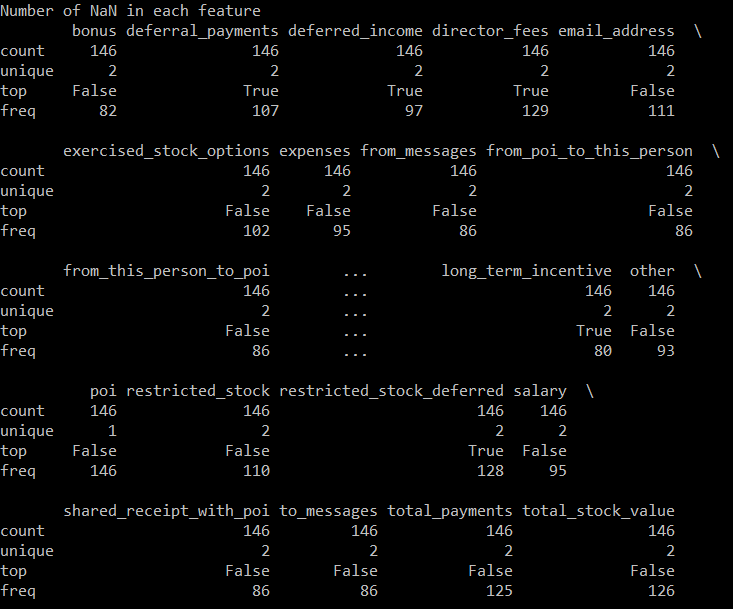 Number of NaN in each feature
        bonus deferral_payments deferred_income director_fees email_address  \
count     146               146             146           146           146
unique      2                 2               2             2             2
top     False              True            True          True         False
freq       82               107              97           129           111

       exercised_stock_options expenses from_messages from_poi_to_this_person  \
count                      146      146           146                     146
unique                       2        2             2                       2
top                      False    False         False                   False
freq                       102       95            86                      86

       from_this_person_to_poi        ...        long_term_incentive  other  \
count                      146        ...                        146    146
unique                       2        ...                          2      2
top                      False        ...                       True  False
freq                        86        ...                         80     93

          poi restricted_stock restricted_stock_deferred salary  \
count     146              146                       146    146
unique      1                2                         2      2
top     False            False                      True  False
freq      146              110                       128     95

       shared_receipt_with_poi to_messages total_payments total_stock_value
count                      146         146            146               146
unique                       2           2              2                 2
top                      False       False          False             False
freq                        86          86            125               126